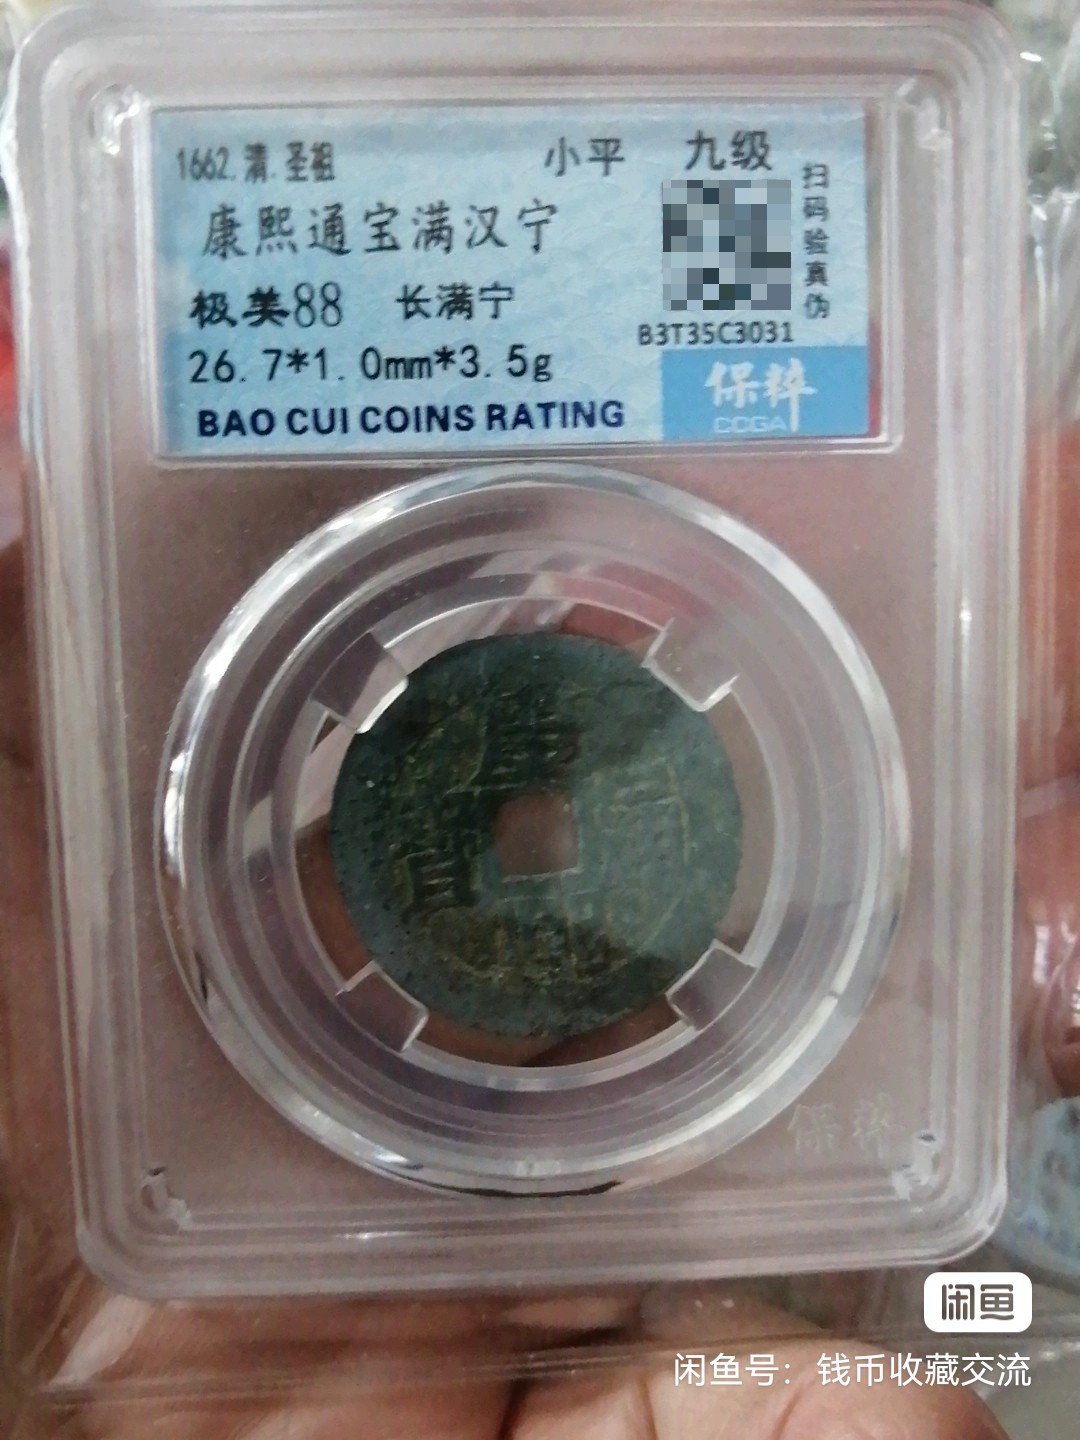 1662.清.圣祖 小平 九级
康熙通宝满汉宁
极美88 长满宁
26.7*1.0mm*3.5g
BAO CUI COINS RATING
扫码验真伪
B3T35C3031
保粹
CCGA
保粹
闲鱼
闲鱼号：钱币收藏交流